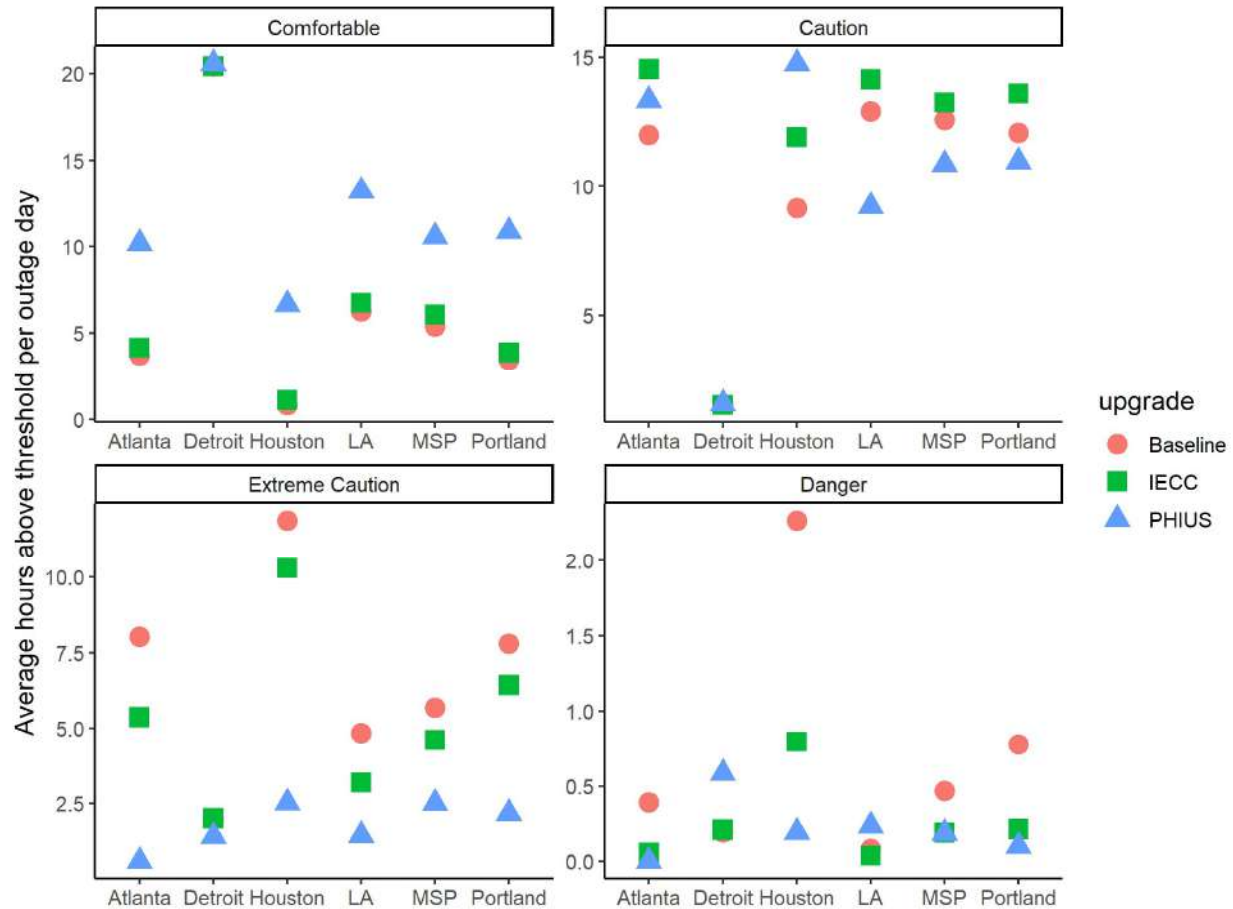 Comfortable
Caution
20
15
10
5
0
15
10
5
Atlanta Detroit Houston LA MSP Portland
Atlanta Detroit Houston LA MSP Portland
Extreme Caution
Danger
10.0
7.5
5.0
2.5
2.0
1.5
1.0
0.5
0.0
Atlanta Detroit Houston LA MSP Portland
Atlanta Detroit Houston LA MSP Portland
Average hours above threshold per outage day
upgrade
Baseline
IECC
PHIUS